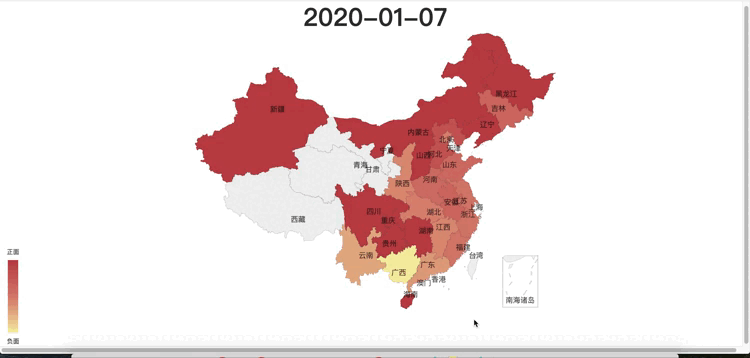 2020-01-07
黑龙江
吉林
新疆
辽宁
内蒙古
北京
天津
宁夏
山西
河北
山东
青海
甘肃
陕西
河南
安徽
江苏
上海
四川
湖北
浙江
西藏
重庆
湖南
江西
贵州
福建
云南
台湾
广东
广西
香港
澳门
海南
南海诸岛
正面
负面